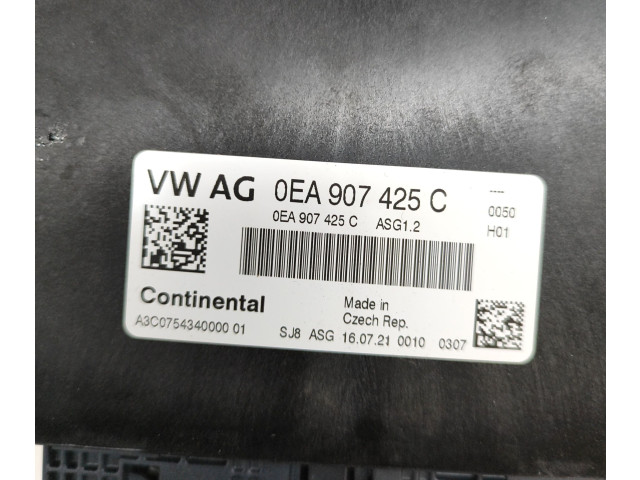 VW AG 0EA 907 425 C
----
0EA 907 425 C ASG1.2
0050
H01
Continental
Made in
Czech Rep.
A3C0754340000 01
SJ8 ASG 16.07.21 0010 0307